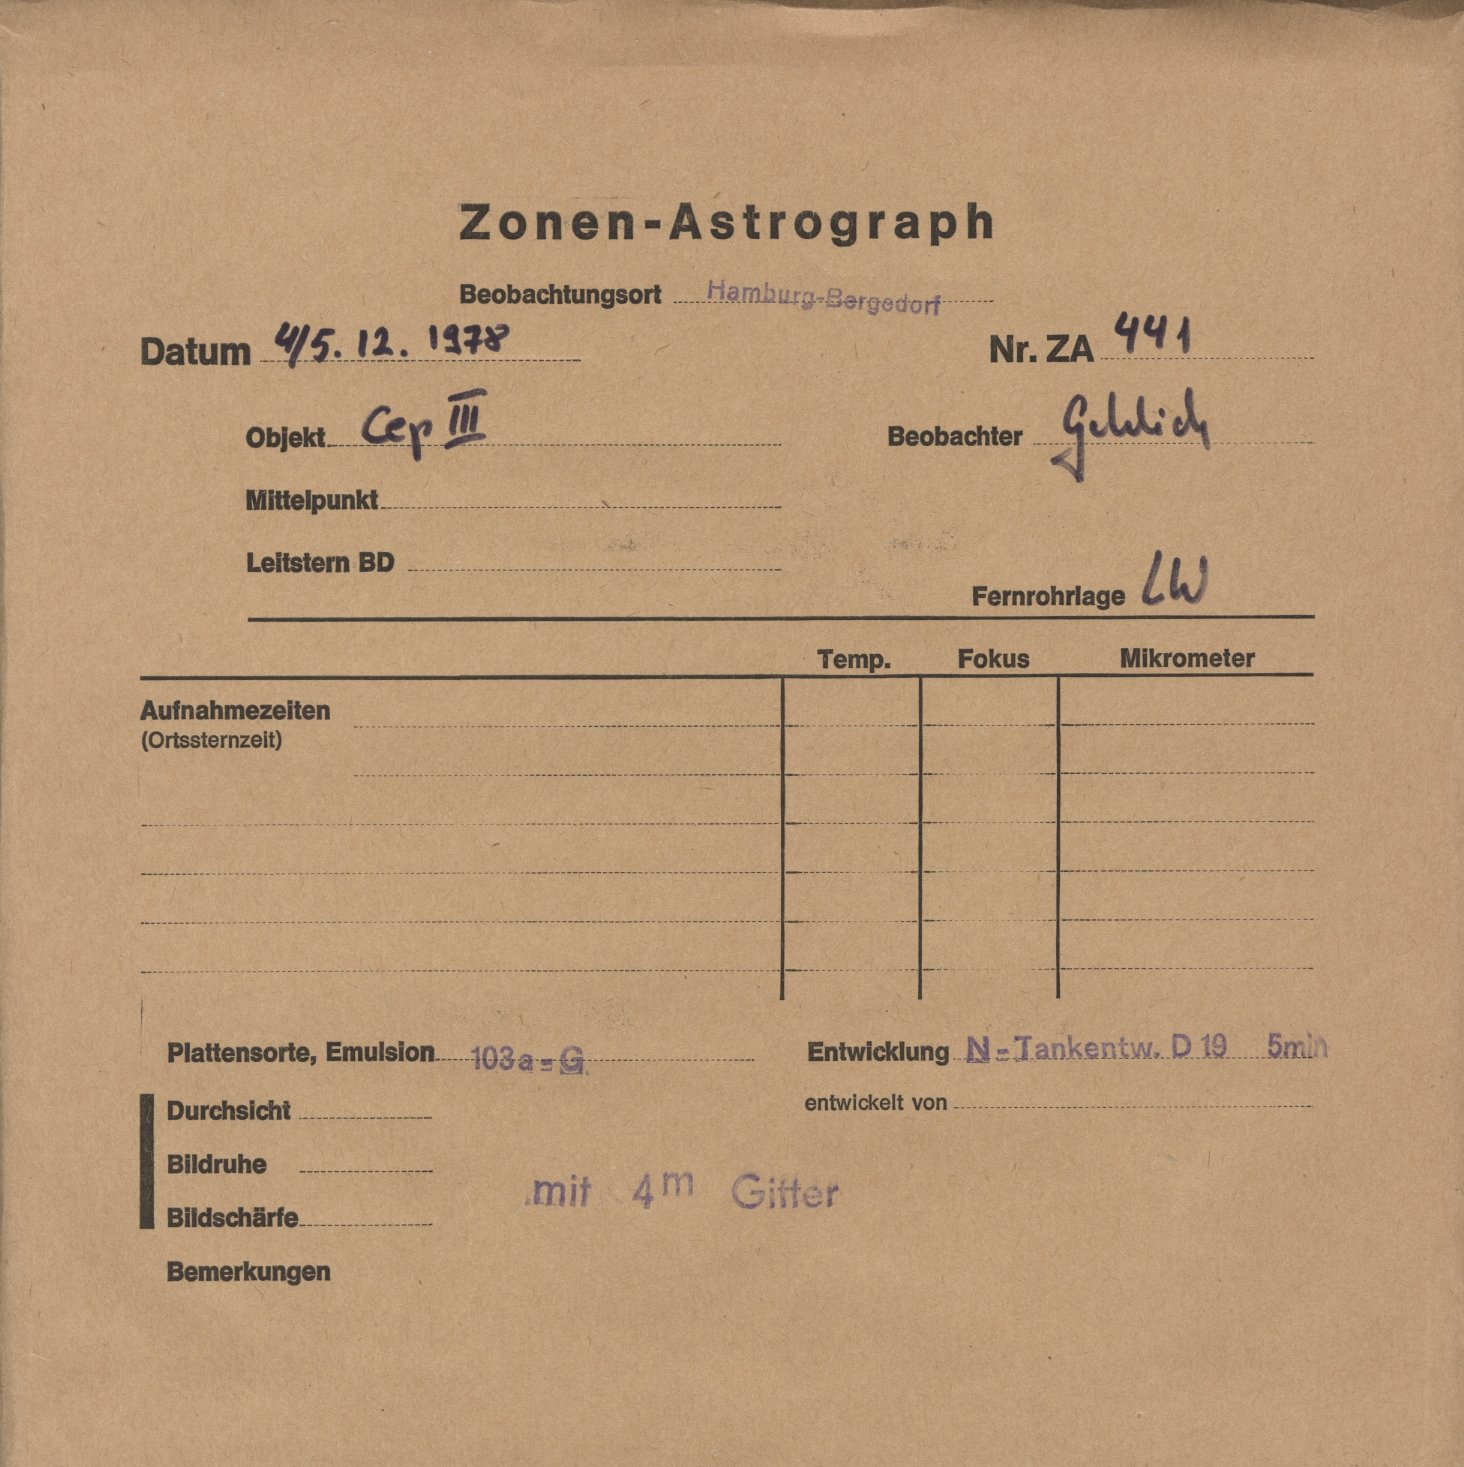 Zonen-Astrograph
Beobachtungsort Hamburg-Bergedorf
Datum 4/5. 12. 1978 Nr. ZA 441
Objekt Cep III Beobachter Gehlich
Mittelpunkt
Leitstern BD
Fernrohrlage LW
Temp. Fokus Mikrometer
Aufnahmezeiten
(Ortssternzeit)
Plattensorte, Emulsion 103a-G Entwicklung N-Tankentw. D 19 5min
Durchsicht entwickelt von
Bildruhe
mit 4m Gitter
Bildschärfe
Bemerkungen